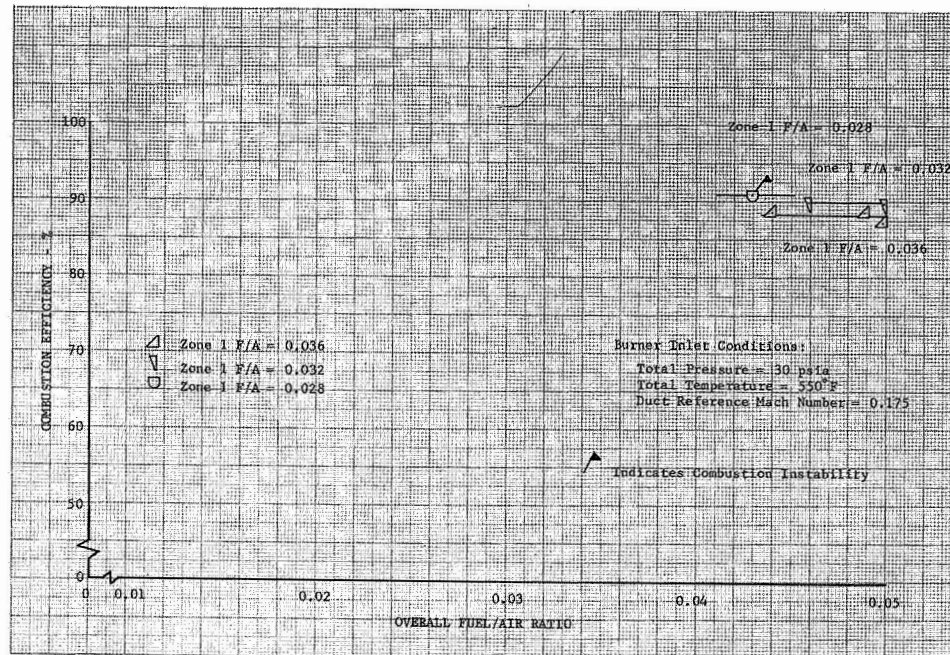 100
90
80
70
60
50
0
COMBUSTION EFFICIENCY - %
Zone 1 F/A = 0.028
Zone 1 F/A = 0.032
Zone 1 F/A = 0.036
Zone 1 F/A = 0.036
Zone 1 F/A = 0.032
Zone 1 F/A = 0.028
Burner Inlet Conditions:
Total Pressure = 30 psia
Total Temperature = 550°F
Duct Reference Mach Number = 0.175
Indicates Combustion Instability
0 0.01 0.02 0.03 0.04 0.05
OVERALL FUEL/AIR RATIO